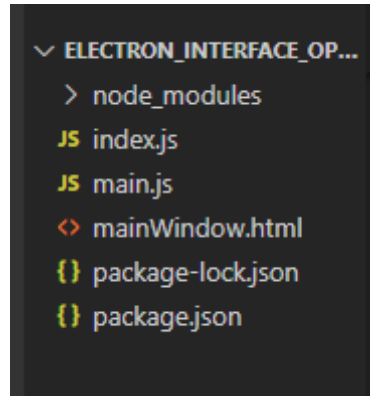 ELECTRON_INTERFACE_OP...
node_modules
JS index.js
JS main.js
<> mainWindow.html
{} package-lock.json
{} package.json